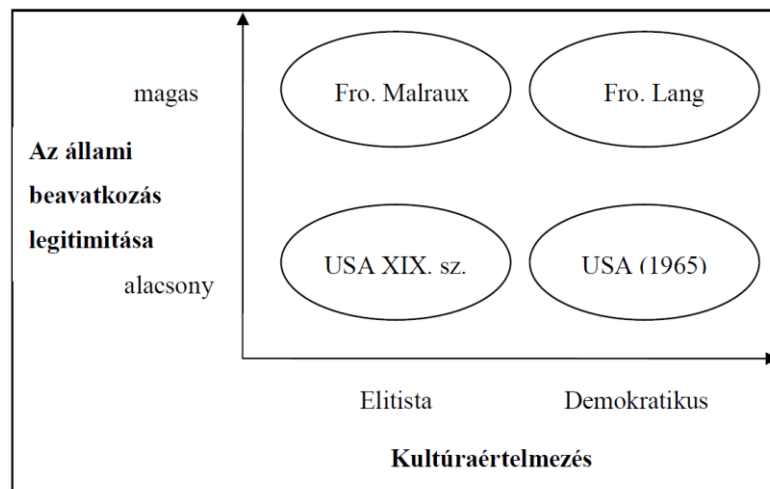 magas
Fro. Malraux
Fro. Lang
Az állami
beavatkozás
legitimitása
alacsony
USA XIX. sz.
USA (1965)
Elitista
Demokratikus
Kultúraértelmezés